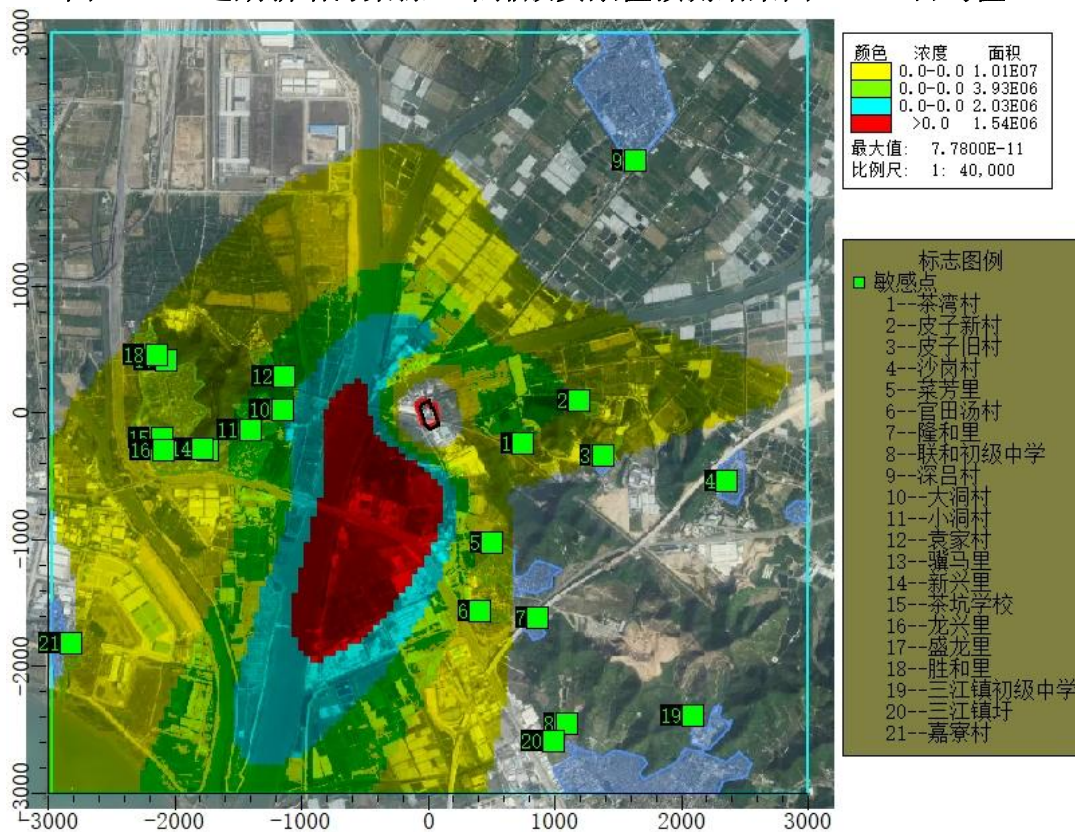 颜色 浓度 面积
0.0-0.0 1.01E07
0.0-0.0 3.93E06
0.0-0.0 2.03E06
>0.0 1.54E06
最大值: 7.7800E-11
比例尺: 1: 40,000
标志图例
敏感点
1--茶湾村
2--皮子新村
3--皮子旧村
4--沙岗村
5--菜芳里
6--官田汤村
7--隆和里
8--联和初级中学
9--深吕村
10--大洞村
11--小洞村
12--袁家村
13--骥马里
14--新兴里
15--茶坑学校
16--龙兴里
17--盛龙里
18--胜和里
19--三江镇初级中学
20--三江镇圩
21--嘉寮村
3000
2000
1000
0
-1000
-2000
-3000
9
18
12
10
11
15
16
14
2
1
3
4
5
6
7
21
8
19
20
-3000 -2000 -1000 0 1000 2000 3000